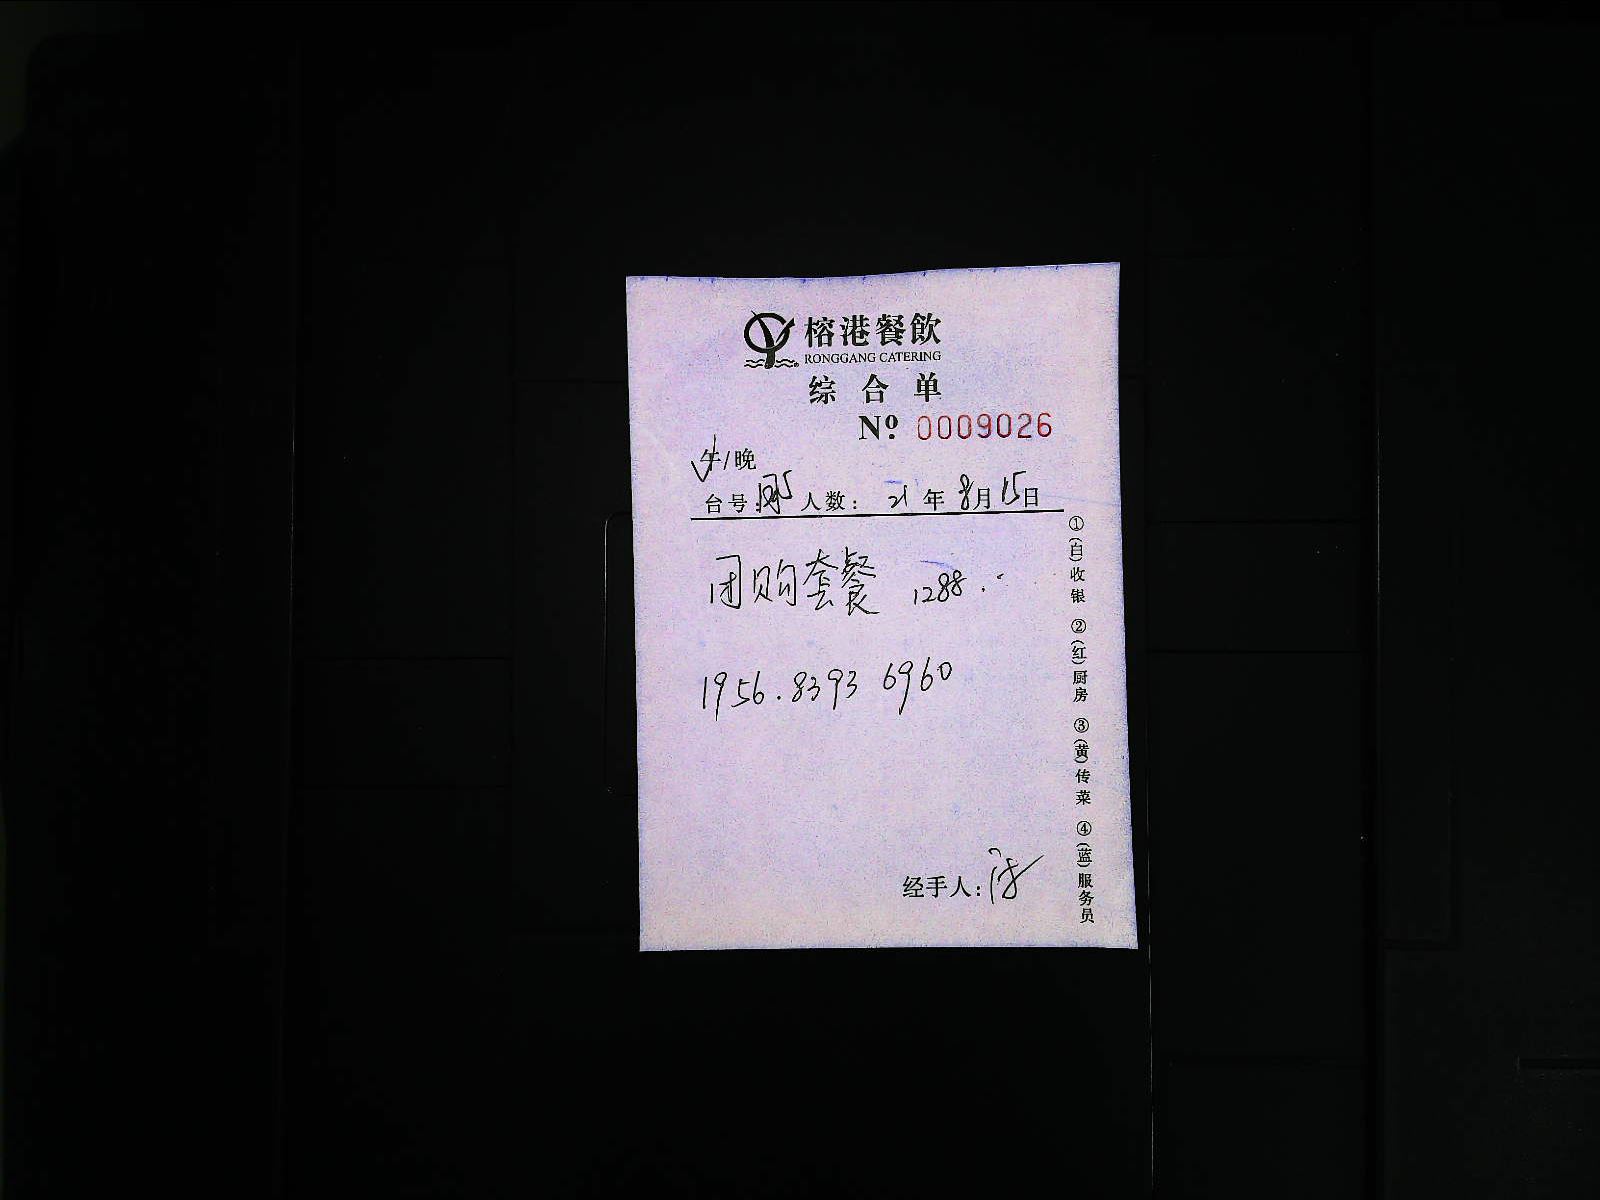 榕港餐飲
RONGGANG CATERING
综合单
Nº 0009026
午/晚
台号: 人数: 21年8月15日
团购套餐 1288.
1956.8393 6960
经手人:
①(白)收银 ②(红)厨房 ③(黄)传菜 ④(蓝)服务员